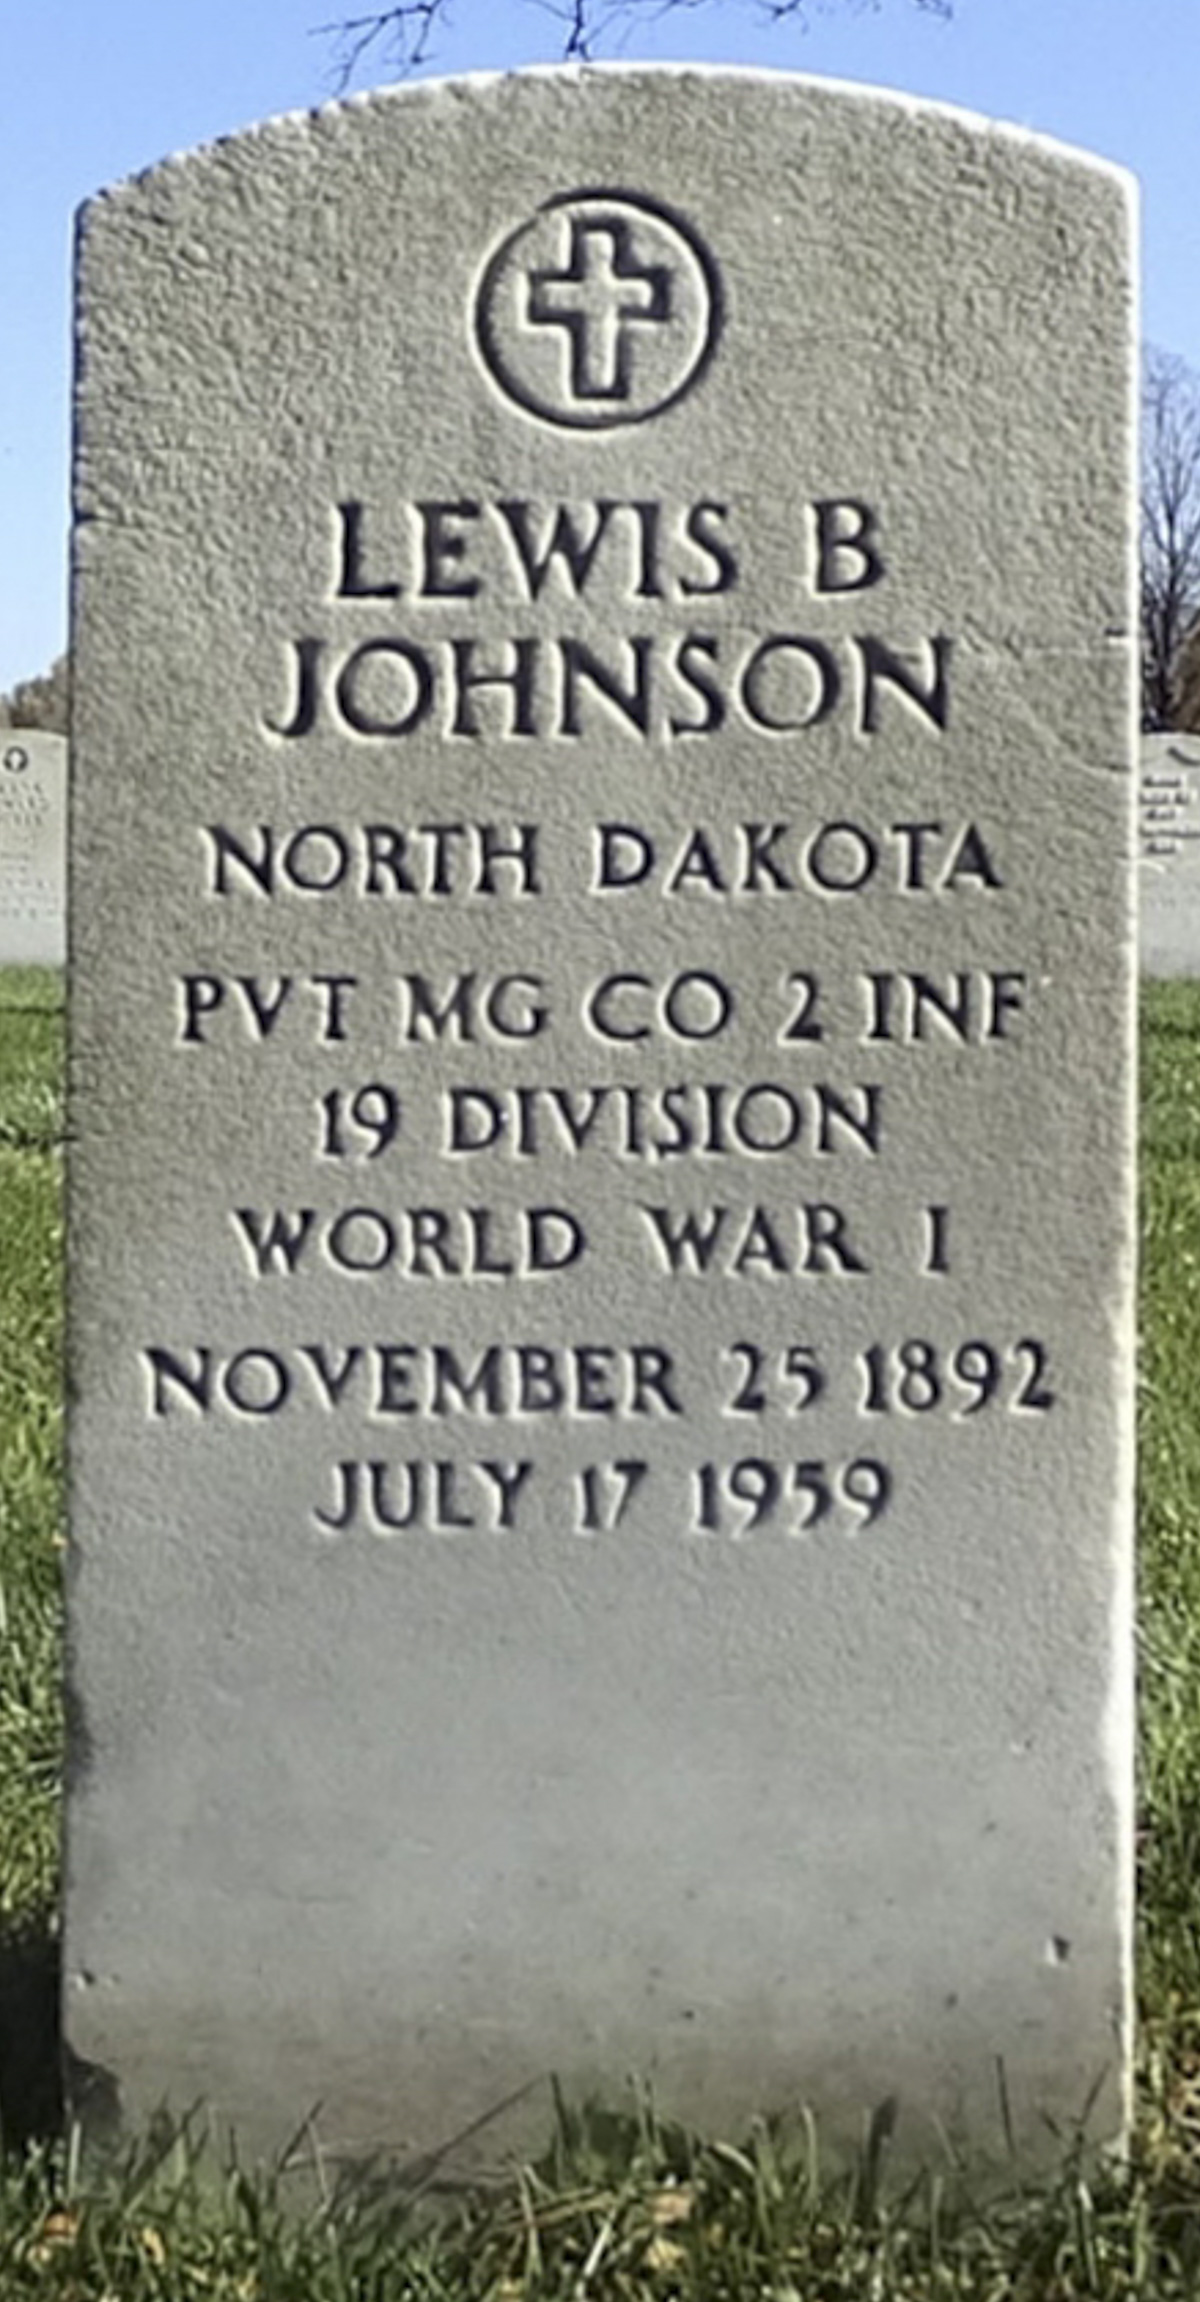 LEWIS B
JOHNSON
NORTH DAKOTA
PVT MG CO 2 INF
19 DIVISION
WORLD WAR I
NOVEMBER 25 1892
JULY 17 1959